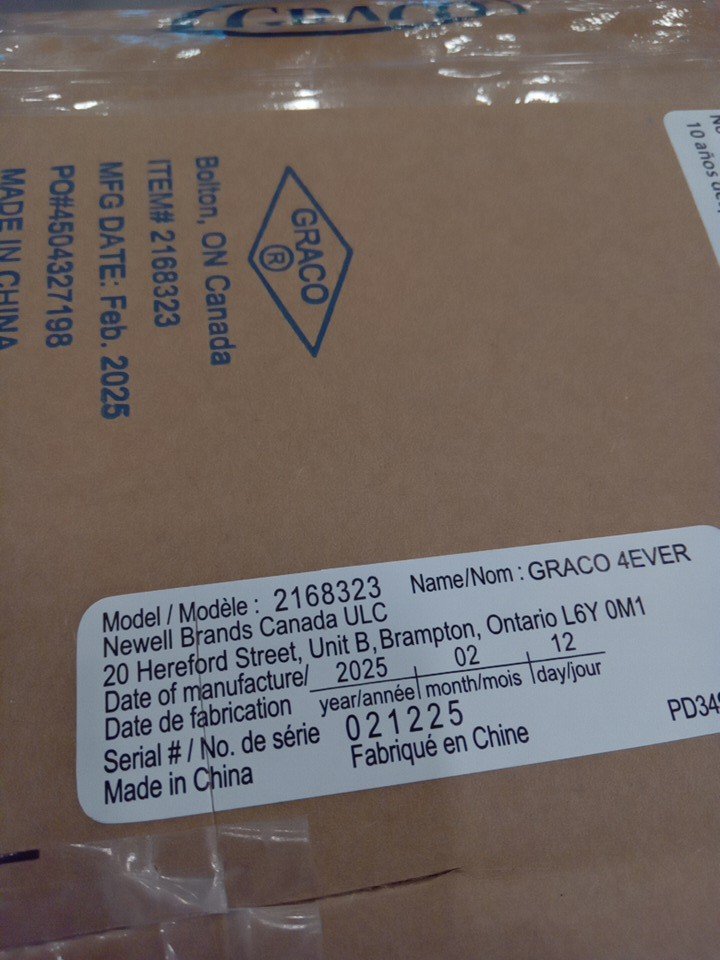 GRACO
10 años
GRACO
®
Bolton, ON Canada
ITEM# 2168323
MFG DATE: Feb. 2025
PO#4504327198
MADE IN CHINA
Model / Modèle : 2168323 Name/Nom : GRACO 4EVER
Newell Brands Canada ULC
20 Hereford Street, Unit B, Brampton, Ontario L6Y 0M1
Date of manufacture/ 2025 02 12
Date de fabrication year/année month/mois day/jour
Serial # / No. de série 021225
Made in China Fabriqué en Chine